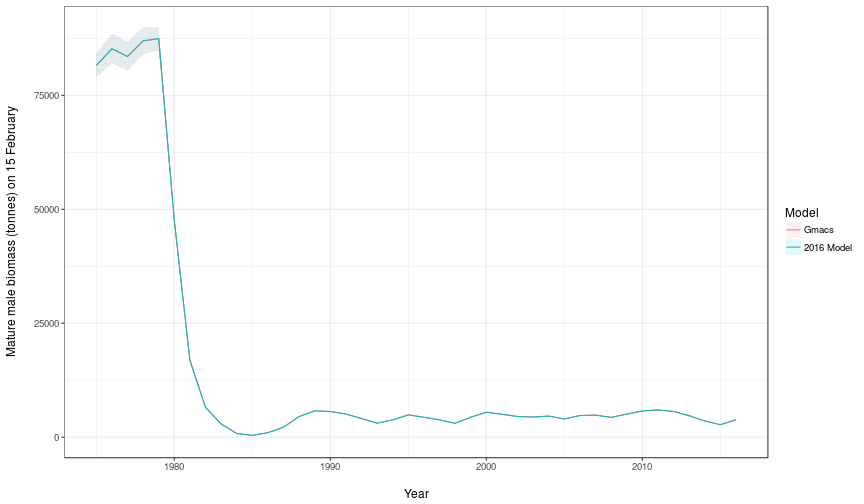 Mature male biomass (tonnes) on 15 February
75000
50000
25000
0
1980
1990
2000
2010
Year
Model
Gmacs
2016 Model